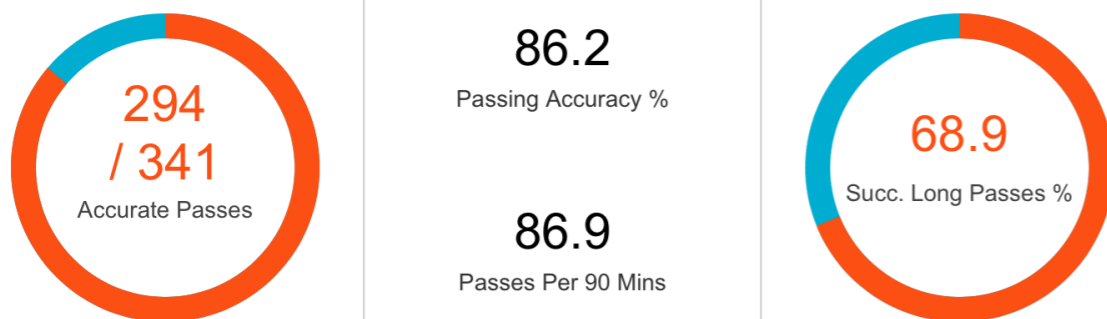 294
/ 341
Accurate Passes
86.2
Passing Accuracy %
86.9
Passes Per 90 Mins
68.9
Succ. Long Passes %